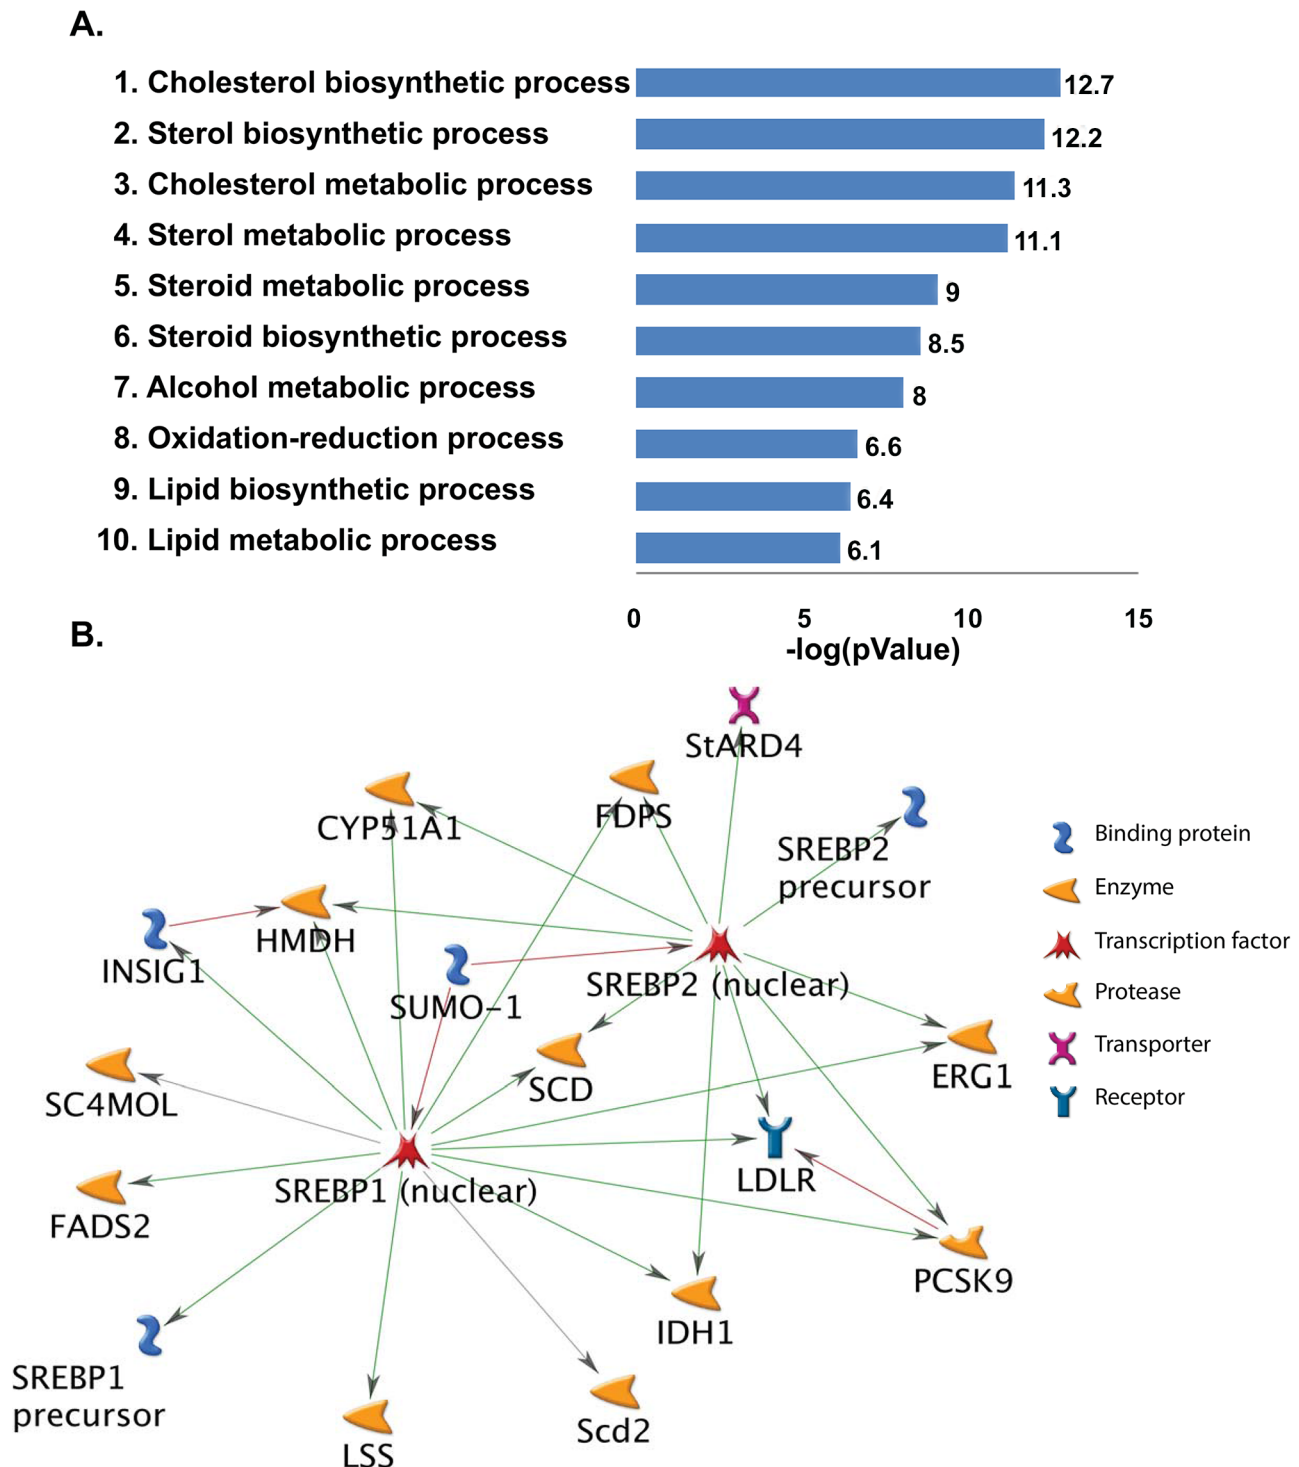 A.
1. Cholesterol biosynthetic process 12.7
2. Sterol biosynthetic process 12.2
3. Cholesterol metabolic process 11.3
4. Sterol metabolic process 11.1
5. Steroid metabolic process 9
6. Steroid biosynthetic process 8.5
7. Alcohol metabolic process 8
8. Oxidation-reduction process 6.6
9. Lipid biosynthetic process 6.4
10. Lipid metabolic process 6.1
0 5 10 15
-log(pValue)
B.
StARD4
CYP51A1
FDPS
SREBP2
precursor
HMDH
INSIG1
SUMO-1
SREBP2 (nuclear)
SCD
ERG1
SC4MOL
LDLR
SREBP1 (nuclear)
FADS2
PCSK9
IDH1
SREBP1
precursor
Scd2
LSS
Binding protein
Enzyme
Transcription factor
Protease
Transporter
Receptor